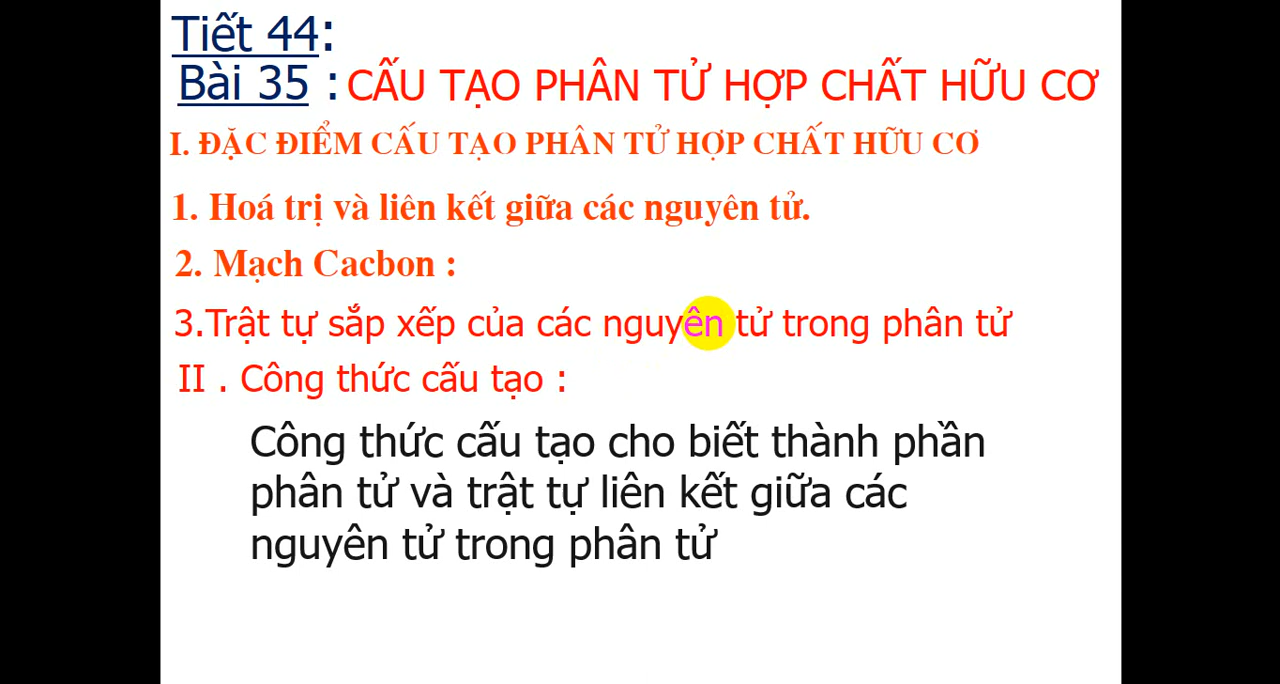 Tiết 44:
Bài 35 : CẤU TẠO PHÂN TỬ HỢP CHẤT HỮU CƠ
I. ĐẶC ĐIỂM CẤU TẠO PHÂN TỬ HỢP CHẤT HỮU CƠ
1. Hoá trị và liên kết giữa các nguyên tử.
2. Mạch Cacbon :
3.Trật tự sắp xếp của các nguyên tử trong phân tử
II . Công thức cấu tạo :
Công thức cấu tạo cho biết thành phần
phân tử và trật tự liên kết giữa các
nguyên tử trong phân tử